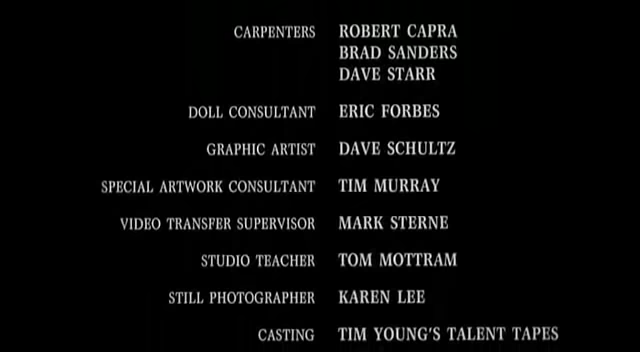 CARPENTERS ROBERT CAPRA
BRAD SANDERS
DAVE STARR
DOLL CONSULTANT ERIC FORBES
GRAPHIC ARTIST DAVE SCHULTZ
SPECIAL ARTWORK CONSULTANT TIM MURRAY
VIDEO TRANSFER SUPERVISOR MARK STERNE
STUDIO TEACHER TOM MOTTRAM
STILL PHOTOGRAPHER KAREN LEE
CASTING TIM YOUNG'S TALENT TAPES